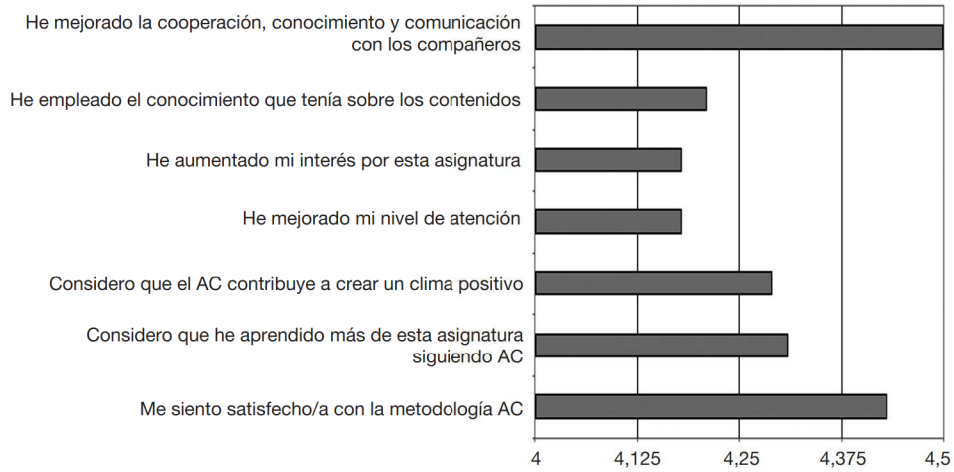 He mejorado la cooperación, conocimiento y comunicación
con los compañeros
He empleado el conocimiento que tenía sobre los contenidos
He aumentado mi interés por esta asignatura
He mejorado mi nivel de atención
Considero que el AC contribuye a crear un clima positivo
Considero que he aprendido más de esta asignatura
siguiendo AC
Me siento satisfecho/a con la metodología AC
4 4,125 4,25 4,375 4,5